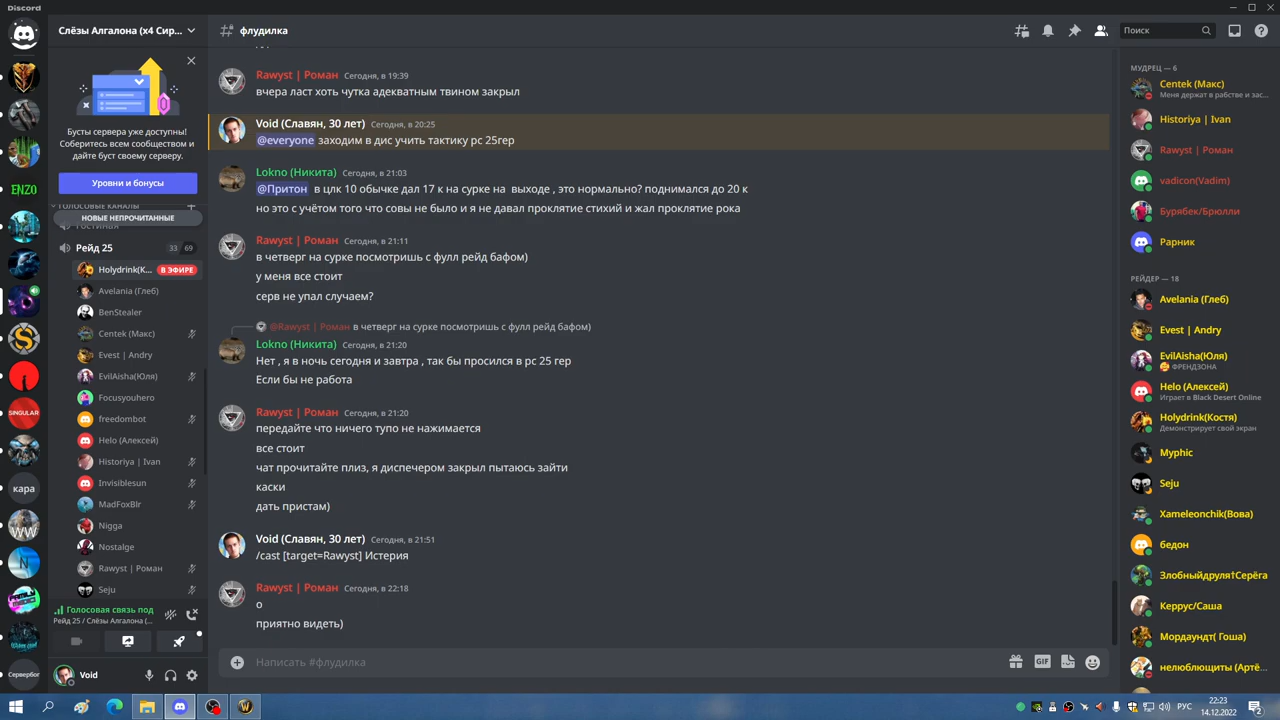 Discord
Слёзы Алгалона (x4 Сир...
флудилка
Поиск
Бусты сервера уже доступны!
Соберитесь всем сообществом и
дайте буст своему серверу.
Уровни и бонусы
НОВЫЕ НЕПРОЧИТАННЫЕ
Гостиная
Рейд 25
33 69
Holydrink(К...
В ЭФИРЕ
Avelania (Глеб)
BenStealer
Centek (Макс)
Evest | Andry
EvilAisha(Юля)
Focusyouhero
freedombot
Helo (Алексей)
Historiya | Ivan
Invisiblesun
MadFoxBlr
Nigga
Nostalge
Rawyst | Роман
Seju
Голосовая связь под
Рейд 25 / Слёзы Алгалона (...
Void
ENZO
SINGULAR
кара
WW
Сервербог
Rawyst | Роман Сегодня, в 19:39
вчера ласт хоть чутка адекватным твином закрыл
Void (Славян, 30 лет) Сегодня, в 20:25
@everyone заходим в дис учить тактику рс 25гер
Lokno (Никита) Сегодня, в 21:03
@Притон в цлк 10 обычке дал 17 к на сурке на выходе , это нормально? поднимался до 20 к
но это с учётом того что совы не было и я не давал проклятие стихий и жал проклятие рока
Rawyst | Роман Сегодня, в 21:11
в четверг на сурке посмотришь с фулл рейд бафом)
у меня все стоит
серв не упал случаем?
@Rawyst | Роман в четверг на сурке посмотришь с фулл рейд бафом)
Lokno (Никита) Сегодня, в 21:20
Нет , я в ночь сегодня и завтра , так бы просился в рс 25 гер
Если бы не работа
Rawyst | Роман Сегодня, в 21:20
передайте что ничего тупо не нажимается
все стоит
чат прочитайте плиз, я диспечером закрыл пытаюсь зайти
каски
дать пристам)
Void (Славян, 30 лет) Сегодня, в 21:51
/cast [target=Rawyst] Истерия
Rawyst | Роман Сегодня, в 22:18
о
приятно видеть)
Написать #флудилка
GIF
МУДРЕЦ — 6
Centek (Макс)
Меня держат в рабстве и зас...
Historiya | Ivan
Rawyst | Роман
vadicon(Vadim)
Бурябек/Брюлли
Рарник
РЕЙДЕР — 18
Avelania (Глеб)
Evest | Andry
EvilAisha(Юля)
ФРЕНДЗОНА
Helo (Алексей)
Играет в Black Desert Online
Holydrink(Костя)
Демонстрирует свой экран
Myphic
Seju
Xameleonchik(Вова)
бедон
Злобныйдруля†Серёга
Керрус/Саша
Мордаундт( Гоша)
нелюблющиты (Артё...
РУС
22:23
14.12.2022
2